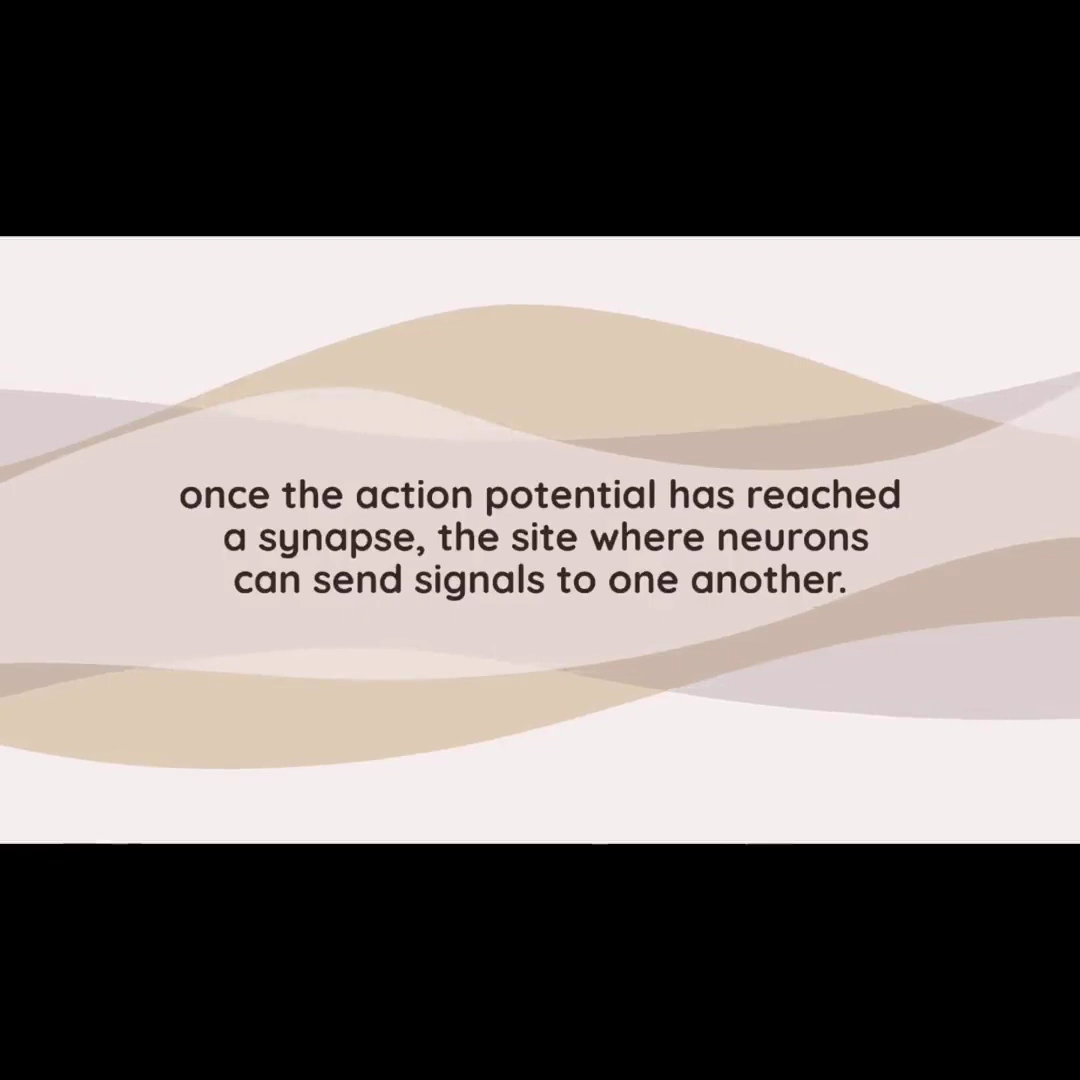 once the action potential has reached
a synapse, the site where neurons
can send signals to one another.